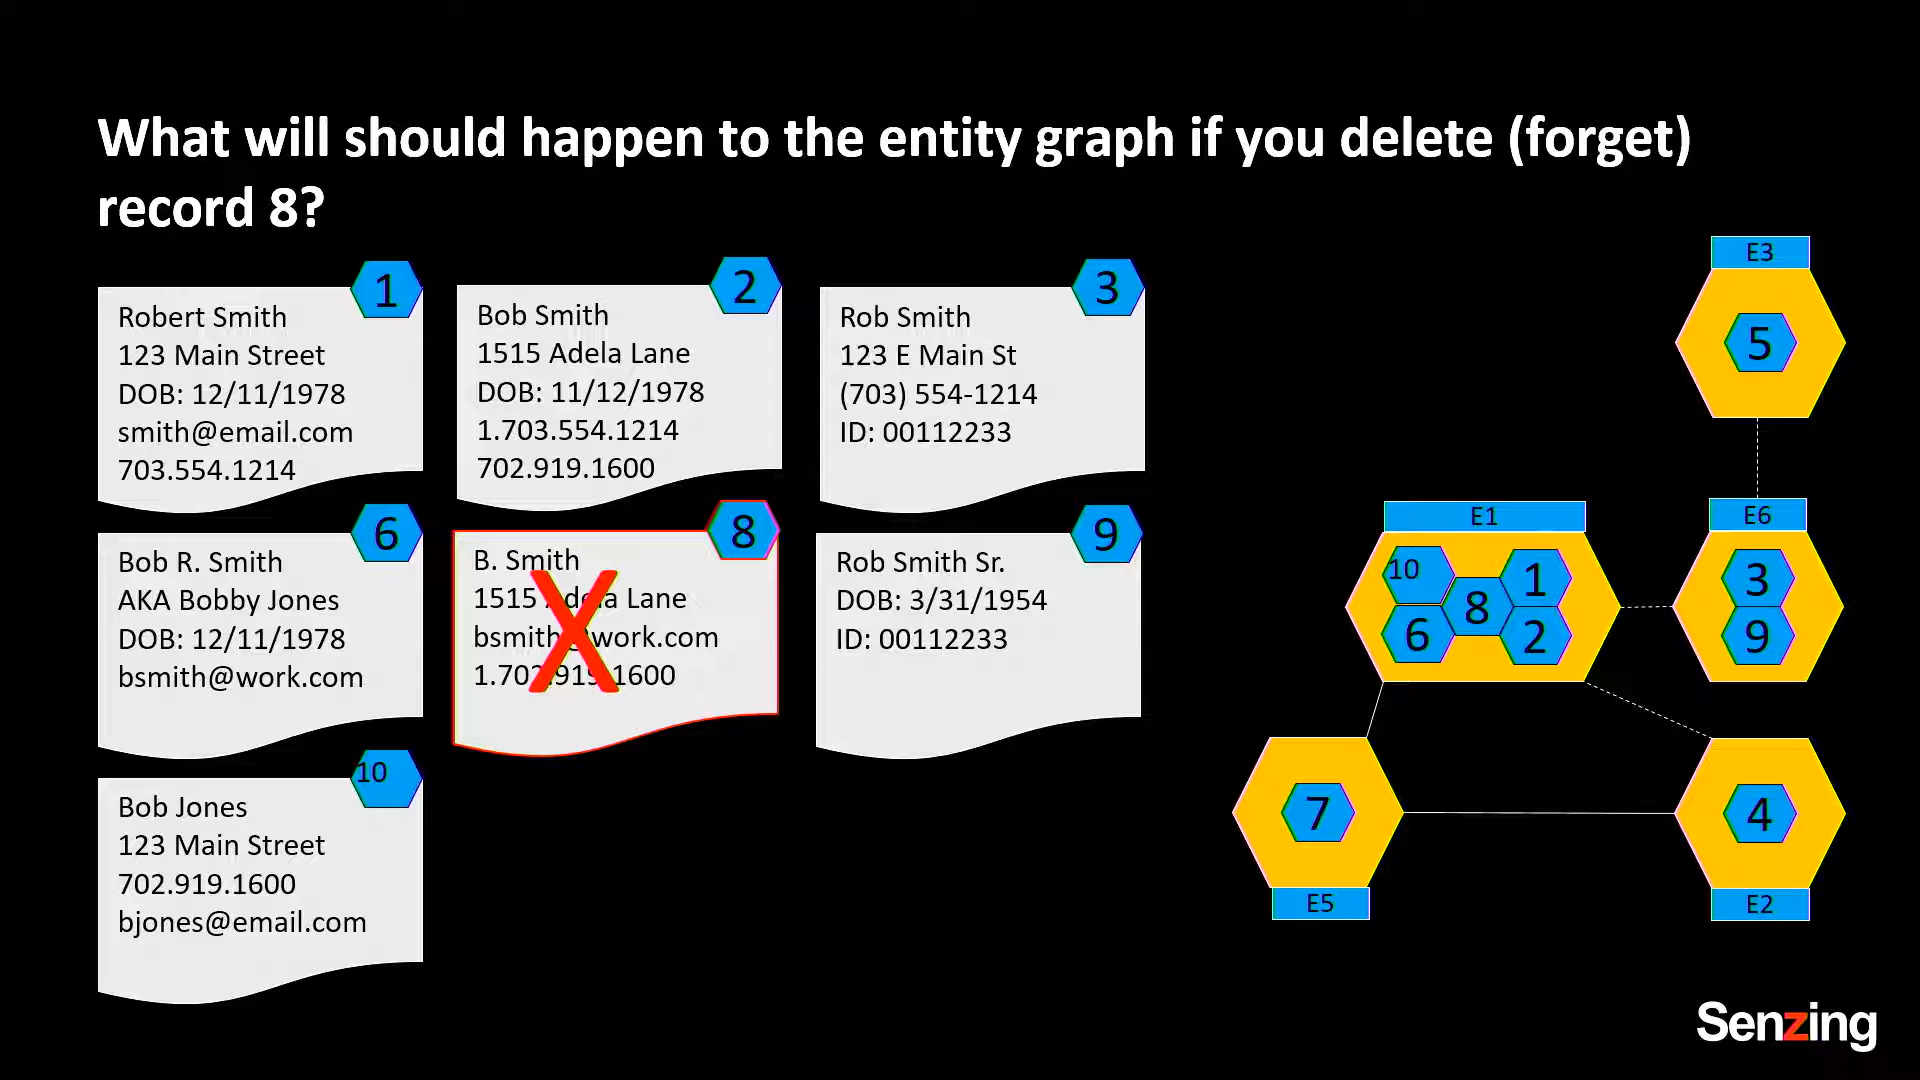 What will should happen to the entity graph if you delete (forget)
record 8?
1
Robert Smith
123 Main Street
DOB: 12/11/1978
smith@email.com
703.554.1214
2
Bob Smith
1515 Adela Lane
DOB: 11/12/1978
1.703.554.1214
702.919.1600
3
Rob Smith
123 E Main St
(703) 554-1214
ID: 00112233
6
Bob R. Smith
AKA Bobby Jones
DOB: 12/11/1978
bsmith@work.com
8
B. Smith
1515 Adela Lane
bsmith@work.com
1.702.919.1600
X
9
Rob Smith Sr.
DOB: 3/31/1954
ID: 00112233
10
Bob Jones
123 Main Street
702.919.1600
bjones@email.com
E3
5
E1
10
1
8
6
2
E6
3
9
7
E5
4
E2
Senzing